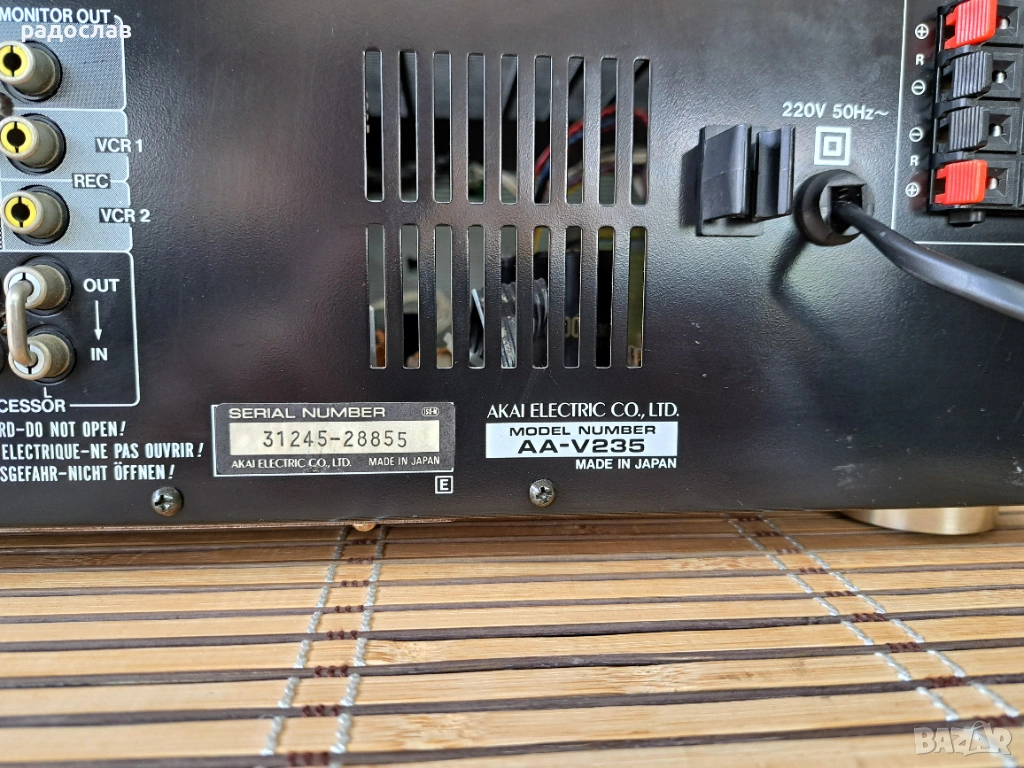 MONITOR OUT
радослав
VCR 1
REC
VCR 2
OUT
IN
L
CESSOR
RD-DO NOT OPEN!
ELECTRIQUE-NE PAS OUVRIR!
SGEFAHR-NICHT ÖFFNEN!
SERIAL NUMBER
31245-28855
AKAI ELECTRIC CO., LTD. MADE IN JAPAN
E
AKAI ELECTRIC CO., LTD.
MODEL NUMBER
AA-V235
MADE IN JAPAN
220V 50Hz~
R
R
BAZAR